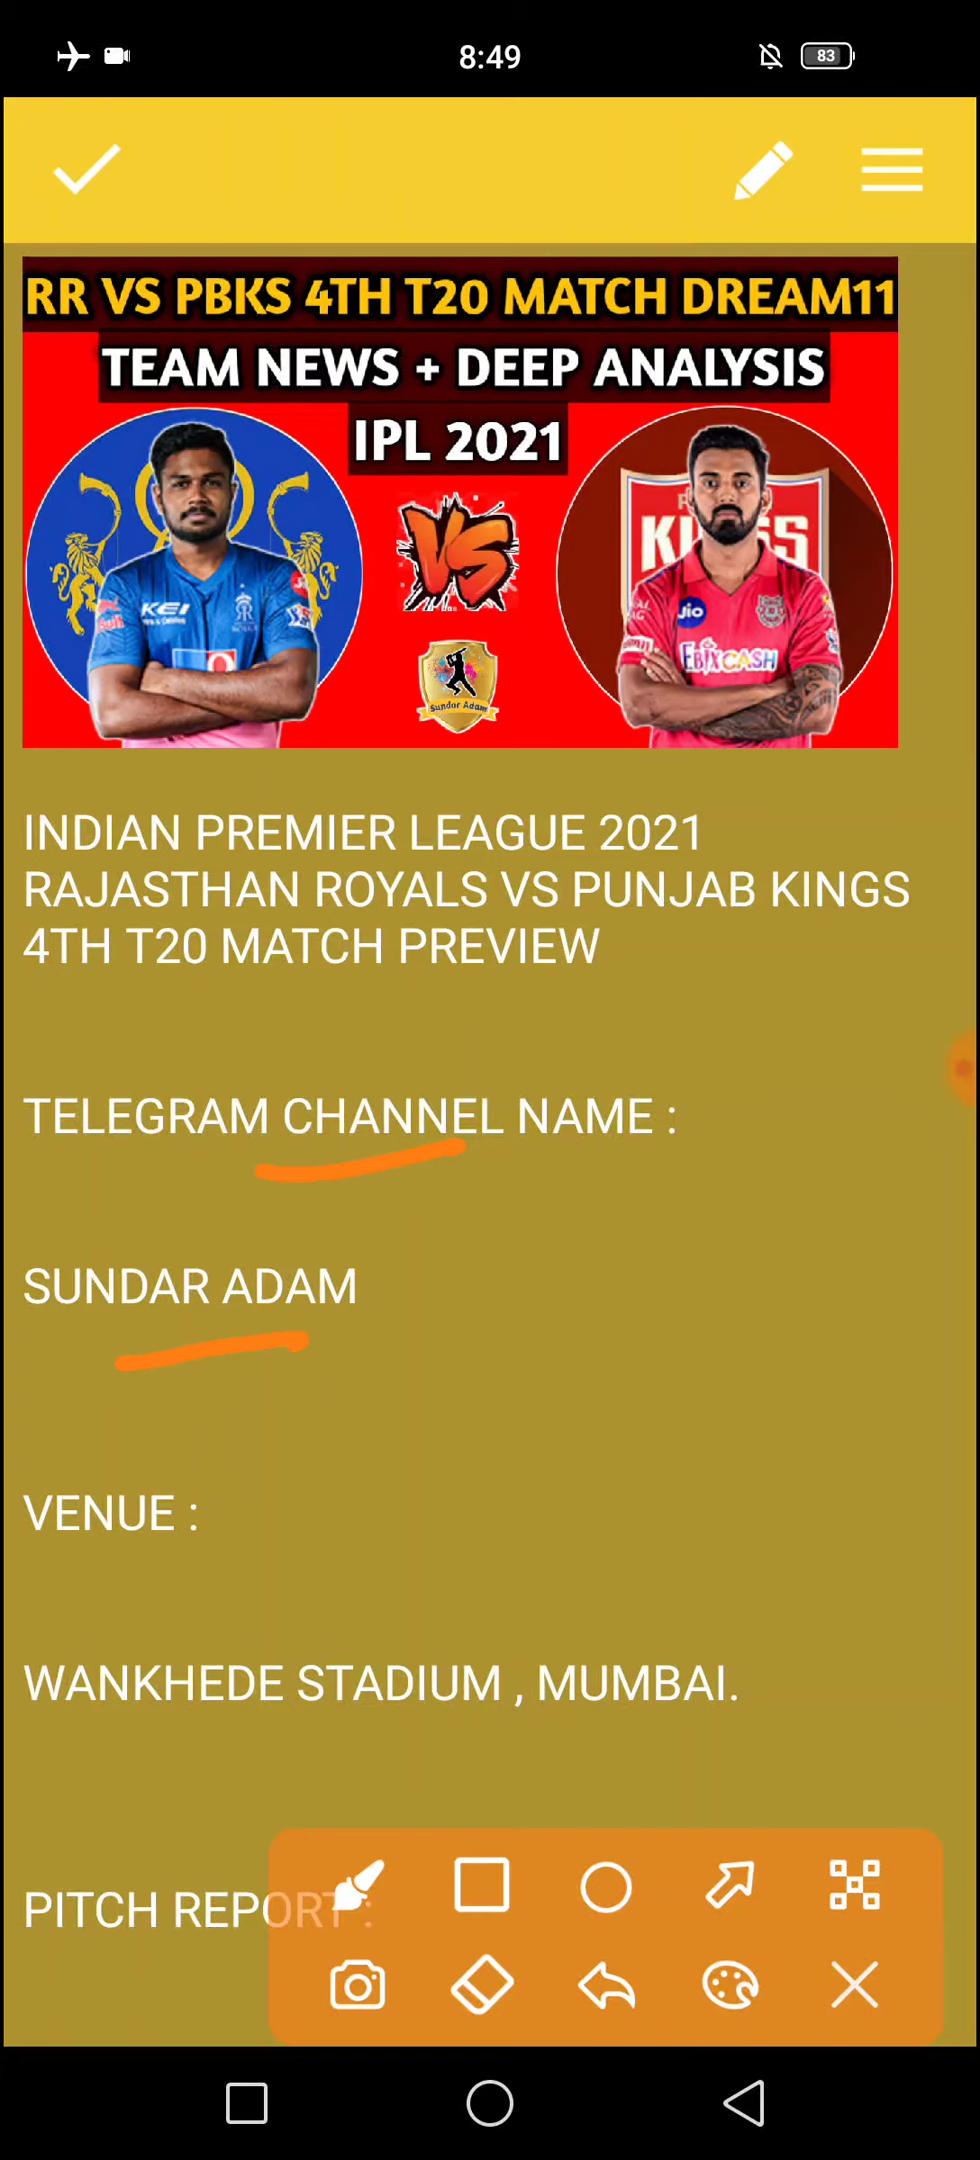 8:49
83
RR VS PBKS 4TH T20 MATCH DREAM11
TEAM NEWS + DEEP ANALYSIS
IPL 2021
VS
KEI
Jio
EBIXCASH
Sundar Adam
INDIAN PREMIER LEAGUE 2021
RAJASTHAN ROYALS VS PUNJAB KINGS
4TH T20 MATCH PREVIEW
TELEGRAM CHANNEL NAME :
SUNDAR ADAM
VENUE :
WANKHEDE STADIUM , MUMBAI.
PITCH REPORT :